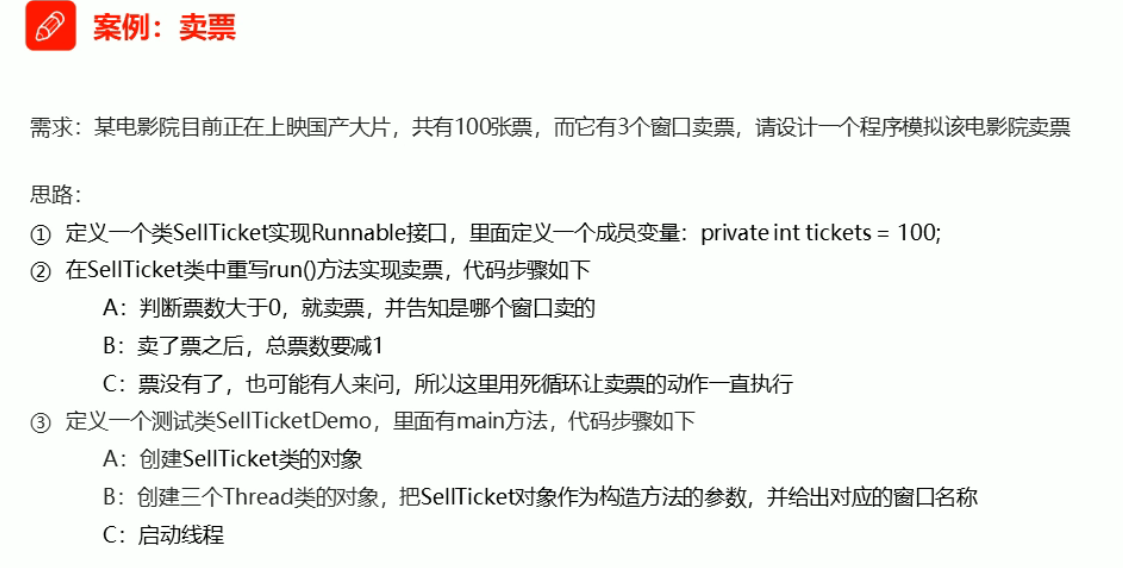 案例：卖票
需求：某电影院目前正在上映国产大片，共有100张票，而它有3个窗口卖票，请设计一个程序模拟该电影院卖票
思路：
① 定义一个类SellTicket实现Runnable接口，里面定义一个成员变量：private int tickets = 100;
② 在SellTicket类中重写run()方法实现卖票，代码步骤如下
A：判断票数大于0，就卖票，并告知是哪个窗口卖的
B：卖了票之后，总票数要减1
C：票没有了，也可能有人来问，所以这里用死循环让卖票的动作一直执行
③ 定义一个测试类SellTicketDemo，里面有main方法，代码步骤如下
A：创建SellTicket类的对象
B：创建三个Thread类的对象，把SellTicket对象作为构造方法的参数，并给出对应的窗口名称
C：启动线程